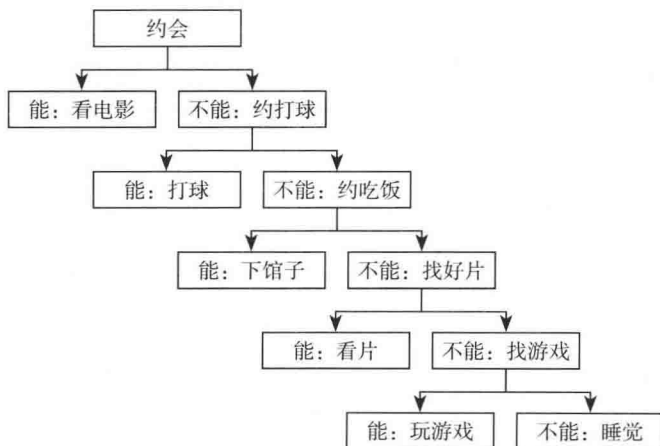 约会
能：看电影
不能：约打球
能：打球
不能：约吃饭
能：下馆子
不能：找好片
能：看片
不能：找游戏
能：玩游戏
不能：睡觉